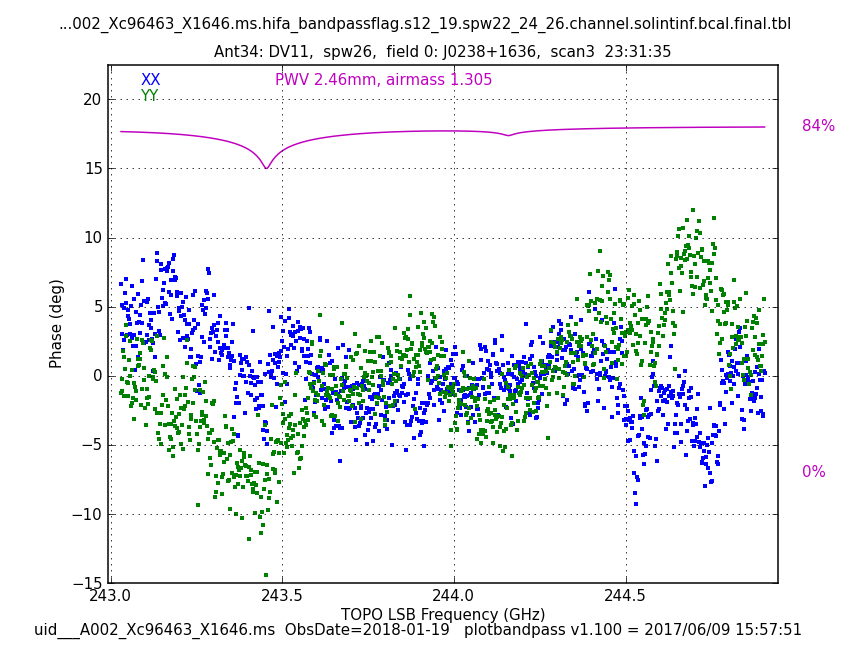 ...002_Xc96463_X1646.ms.hifa_bandpassflag.s12_19.spw22_24_26.channel.solintinf.bcal.final.tbl
Ant34: DV11, spw26, field 0: J0238+1636, scan3 23:31:35
XX
YY
PWV 2.46mm, airmass 1.305
84%
0%
20
15
10
5
0
−5
−10
−15
Phase (deg)
243.0 243.5 244.0 244.5
TOPO LSB Frequency (GHz)
uid___A002_Xc96463_X1646.ms ObsDate=2018-01-19 plotbandpass v1.100 = 2017/06/09 15:57:51